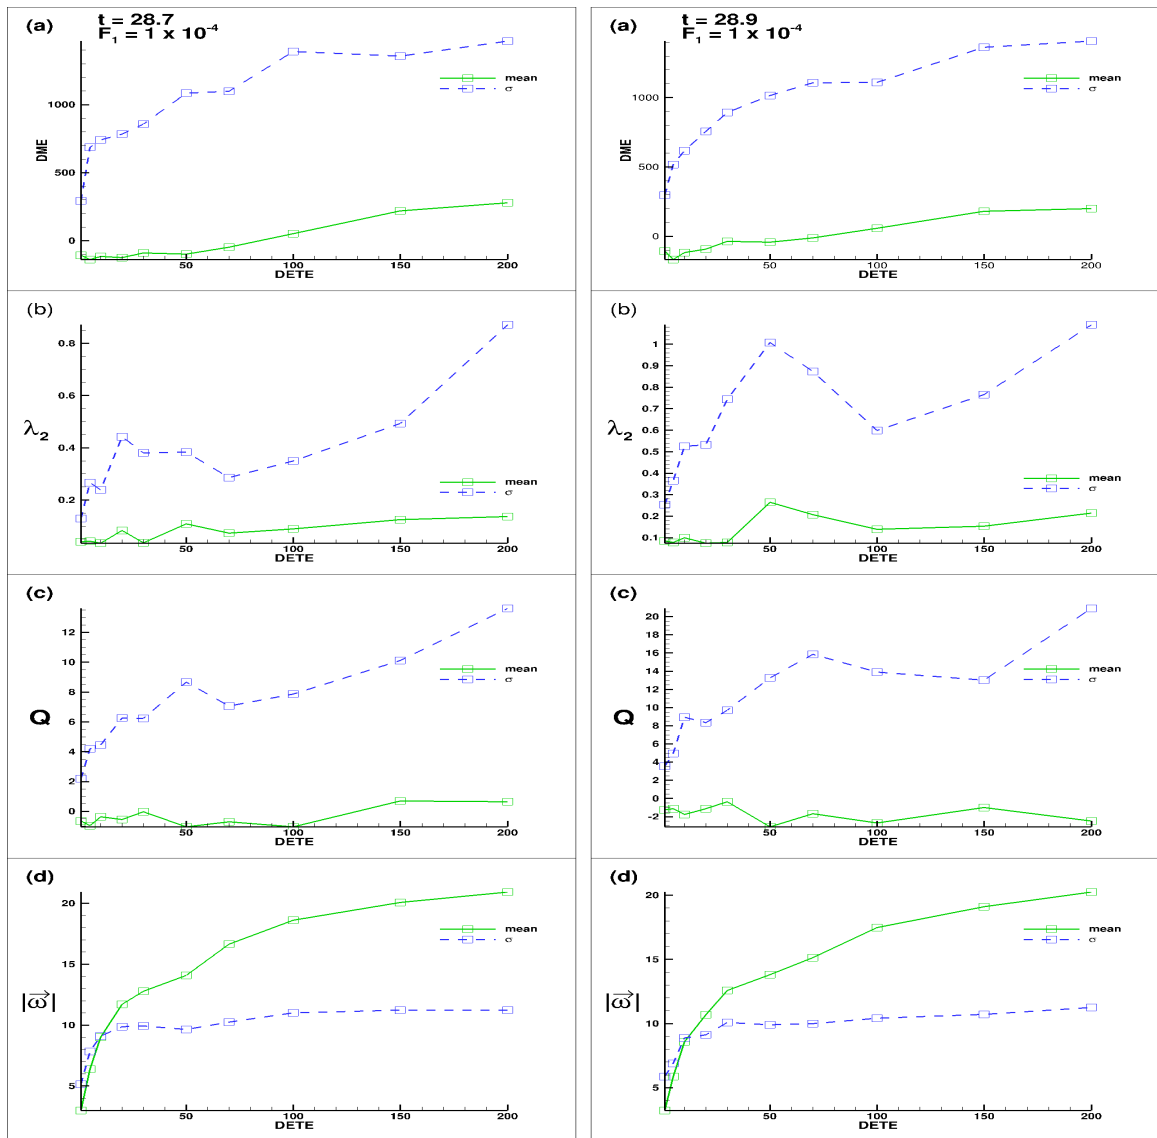 (a)
t = 28.7
F₁ = 1 x 10⁻⁴
mean
σ
1000
500
0
DME
50 100 150 200
DETE
(b)
0.8
0.6
0.4
0.2
λ₂
mean
σ
50 100 150 200
DETE
(c)
12
10
8
6
4
2
0
Q
mean
σ
50 100 150 200
DETE
(d)
20
15
10
5
|ω⃗|
mean
σ
50 100 150 200
DETE
(a)
t = 28.9
F₁ = 1 x 10⁻⁴
mean
σ
1000
500
0
DME
50 100 150 200
DETE
(b)
1
0.9
0.8
0.7
0.6
0.5
0.4
0.3
0.2
0.1
λ₂
mean
σ
50 100 150 200
DETE
(c)
20
18
16
14
12
10
8
6
4
2
0
-2
Q
mean
σ
50 100 150 200
DETE
(d)
20
15
10
5
|ω⃗|
mean
σ
50 100 150 200
DETE